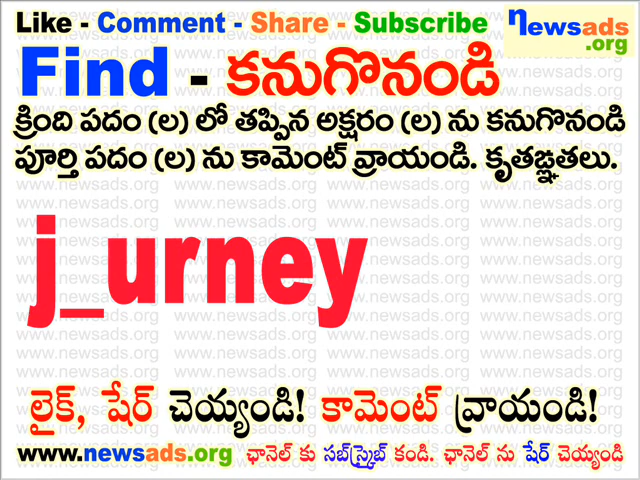 Like - Comment - Share - Subscribe
newsads
.org
Find - కనుగొనండి
క్రింది పదం (ల) లో తప్పిన అక్షరం (ల) ను కనుగొనండి
పూర్తి పదం (ల) ను కామెంట్ వ్రాయండి. కృతఙ్ఞతలు.
j_urney
లైక్, షేర్ చెయ్యండి! కామెంట్ వ్రాయండి!
www.newsads.org ఛానెల్ కు సబ్‌స్క్రైబ్ కండి. ఛానెల్ ను షేర్ చెయ్యండి